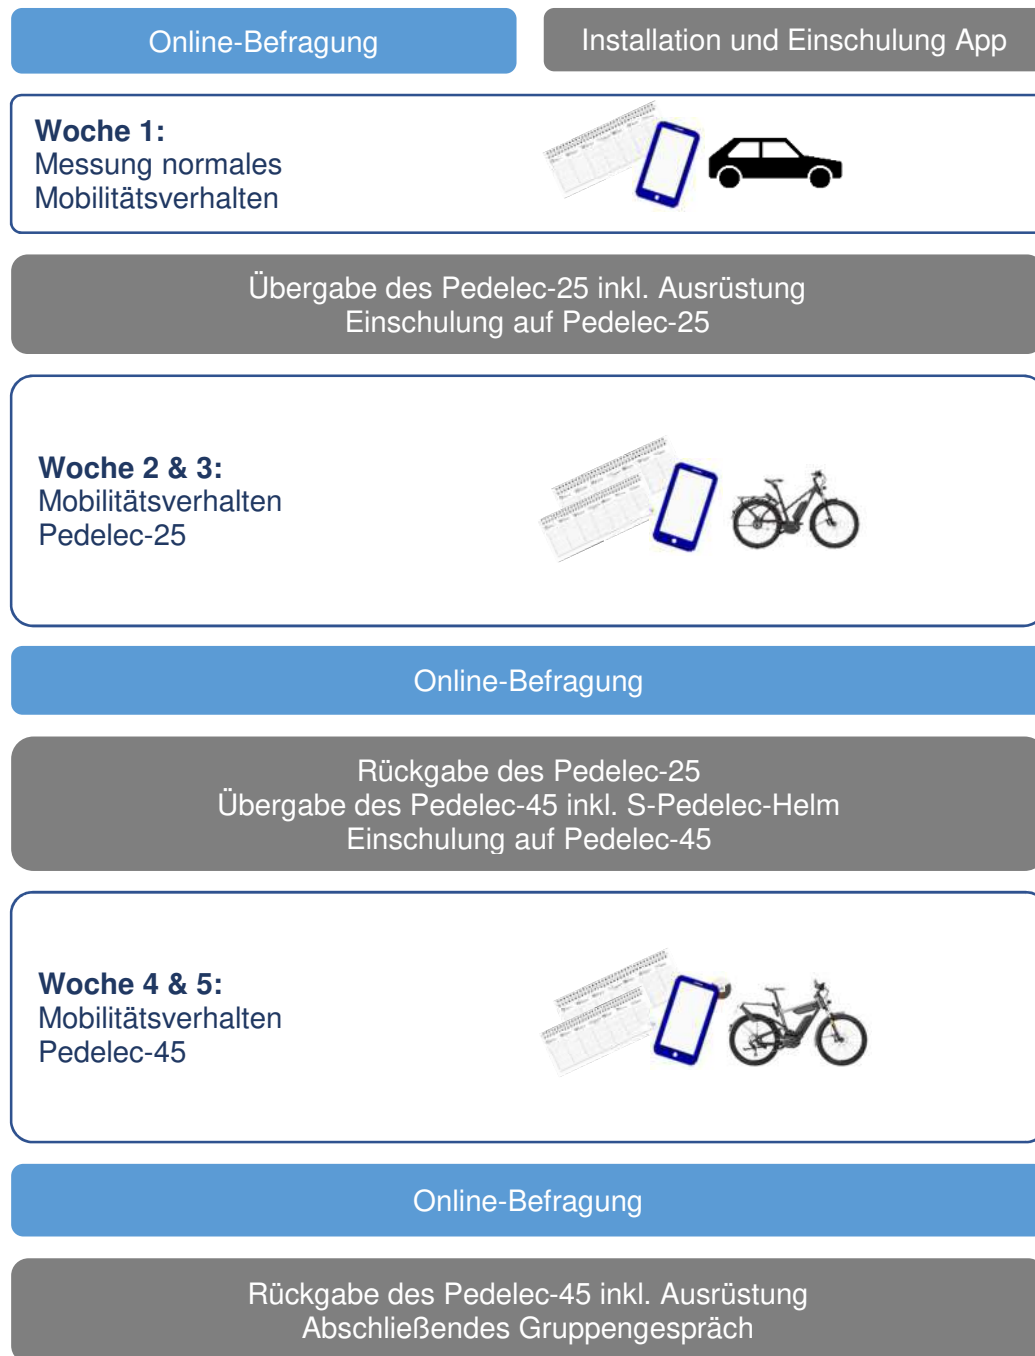 Online-Befragung
Installation und Einschulung App
Woche 1:
Messung normales
Mobilitätsverhalten
Übergabe des Pedelec-25 inkl. Ausrüstung
Einschulung auf Pedelec-25
Woche 2 & 3:
Mobilitätsverhalten
Pedelec-25
Online-Befragung
Rückgabe des Pedelec-25
Übergabe des Pedelec-45 inkl. S-Pedelec-Helm
Einschulung auf Pedelec-45
Woche 4 & 5:
Mobilitätsverhalten
Pedelec-45
Online-Befragung
Rückgabe des Pedelec-45 inkl. Ausrüstung
Abschließendes Gruppengespräch